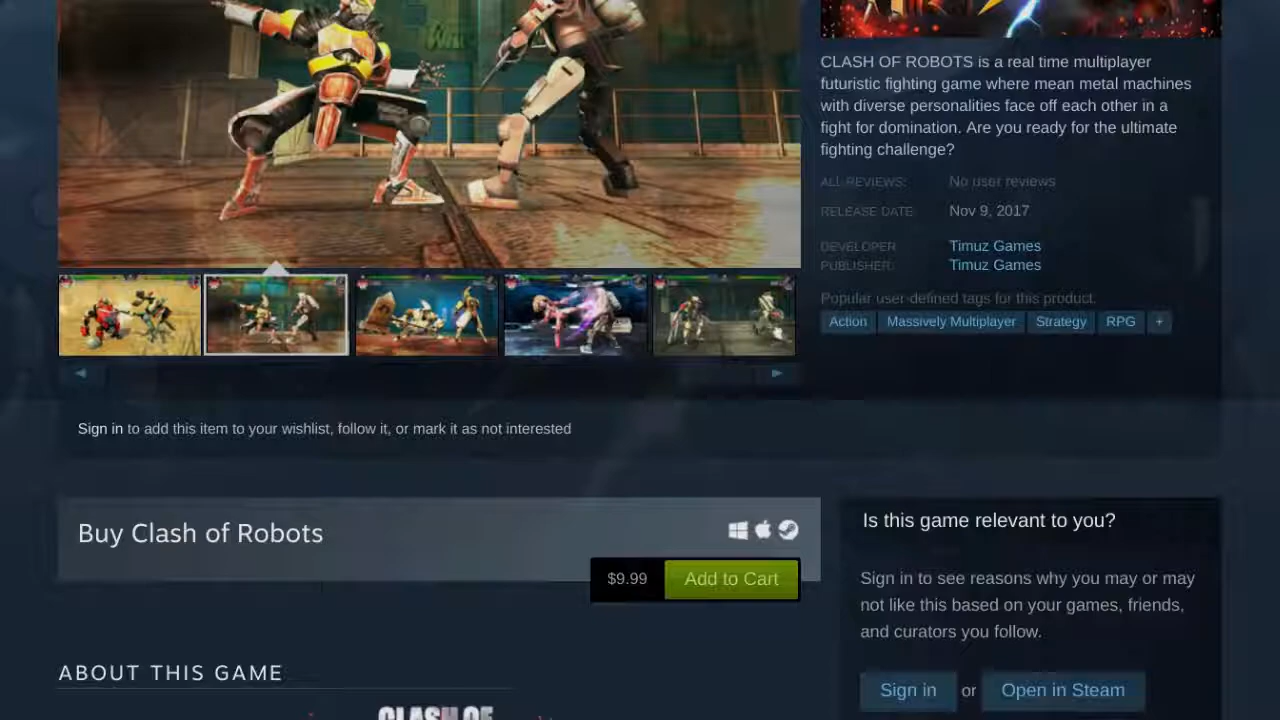 CLASH OF ROBOTS is a real time multiplayer
futuristic fighting game where mean metal machines
with diverse personalities face off each other in a
fight for domination. Are you ready for the ultimate
fighting challenge?
ALL REVIEWS: No user reviews
RELEASE DATE: Nov 9, 2017
DEVELOPER: Timuz Games
PUBLISHER: Timuz Games
Popular user-defined tags for this product:
Action Massively Multiplayer Strategy RPG +
Sign in to add this item to your wishlist, follow it, or mark it as not interested
Buy Clash of Robots
$9.99 Add to Cart
Is this game relevant to you?
Sign in to see reasons why you may or may
not like this based on your games, friends,
and curators you follow.
Sign in or Open in Steam
ABOUT THIS GAME
CLASH OF